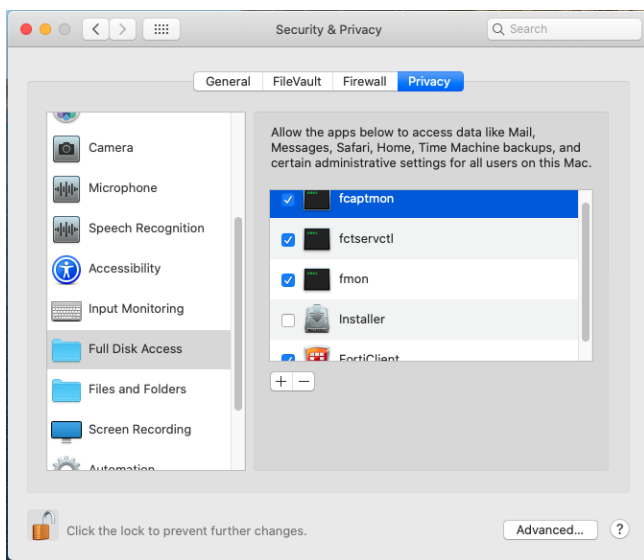 Security & Privacy
Search
General
FileVault
Firewall
Privacy
Camera
Microphone
Speech Recognition
Accessibility
Input Monitoring
Full Disk Access
Files and Folders
Screen Recording
Automation
Allow the apps below to access data like Mail,
Messages, Safari, Home, Time Machine backups, and
certain administrative settings for all users on this Mac.
fcaptmon
fctservctl
fmon
Installer
FortiClient
+ −
Click the lock to prevent further changes.
Advanced...
?